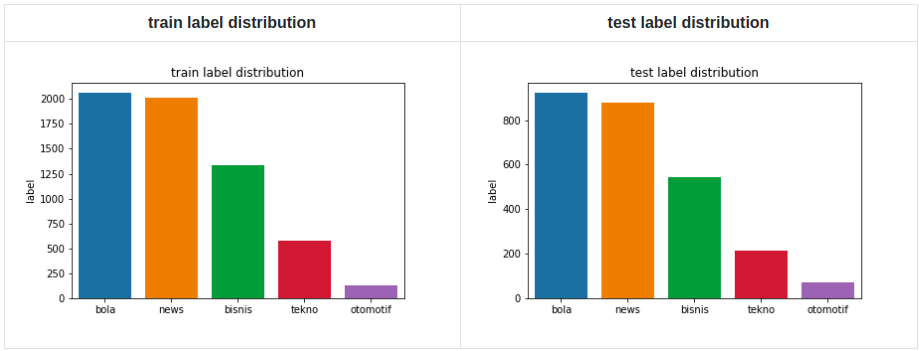 train label distribution
test label distribution
train label distribution
label
2000
1750
1500
1250
1000
750
500
250
0
bola news bisnis tekno otomotif
test label distribution
label
800
600
400
200
0
bola news bisnis tekno otomotif